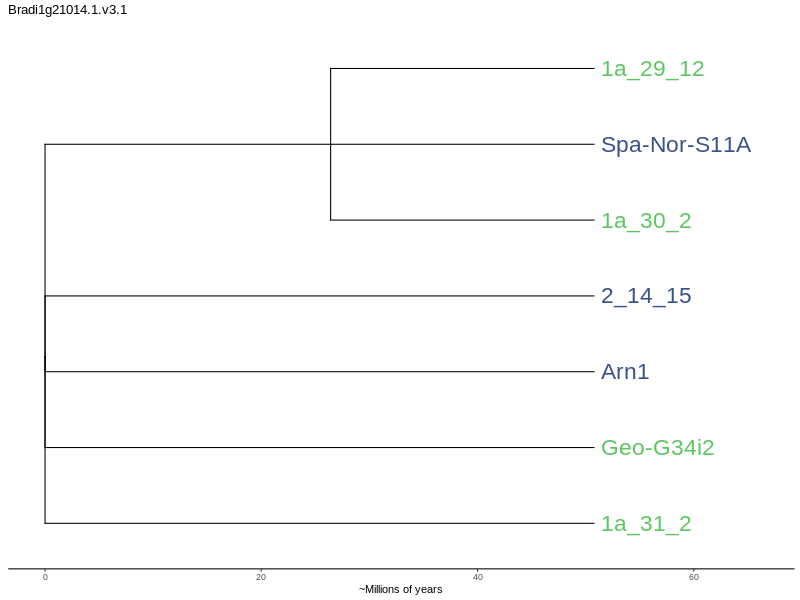 Bradi1g21014.1.v3.1
1a_29_12
Spa-Nor-S11A
1a_30_2
2_14_15
Arn1
Geo-G34i2
1a_31_2
0 20 40 60
~Millions of years